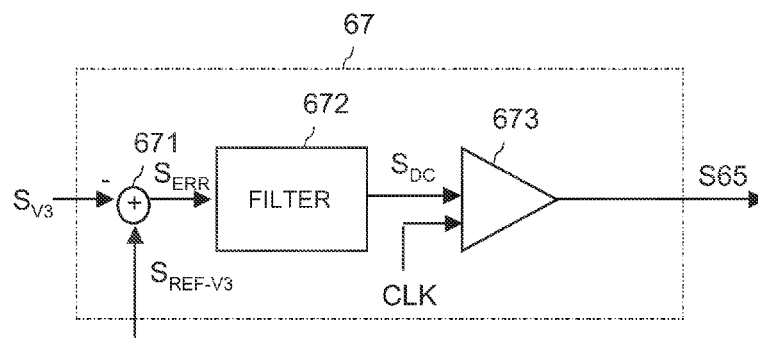 67
672
671
673
-
S_ERR
S_DC
S65
+
FILTER
S_V3
S_REF-V3
CLK